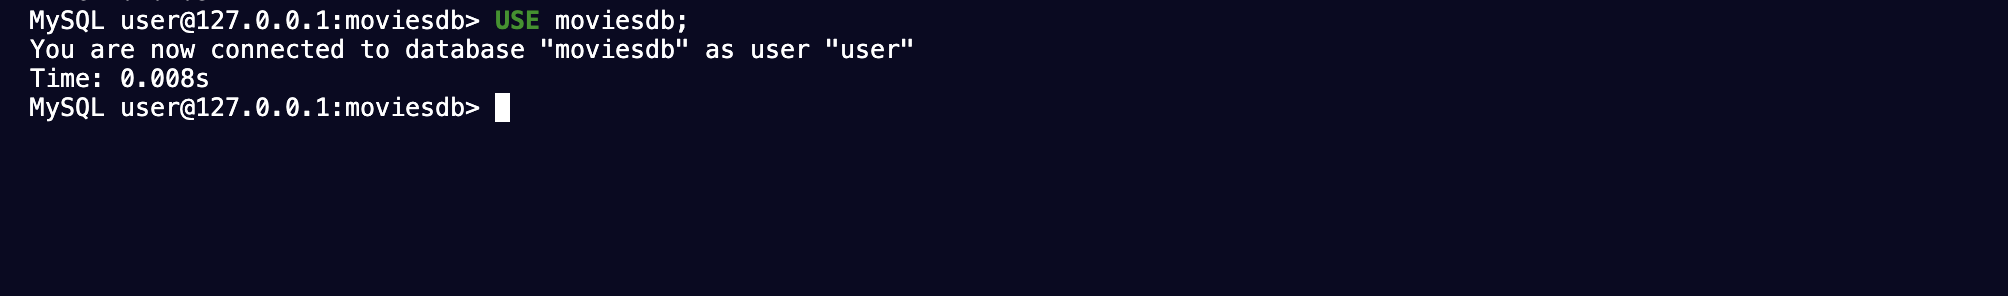 MySQL user@127.0.0.1:moviesdb> USE moviesdb;
You are now connected to database "moviesdb" as user "user"
Time: 0.008s
MySQL user@127.0.0.1:moviesdb>